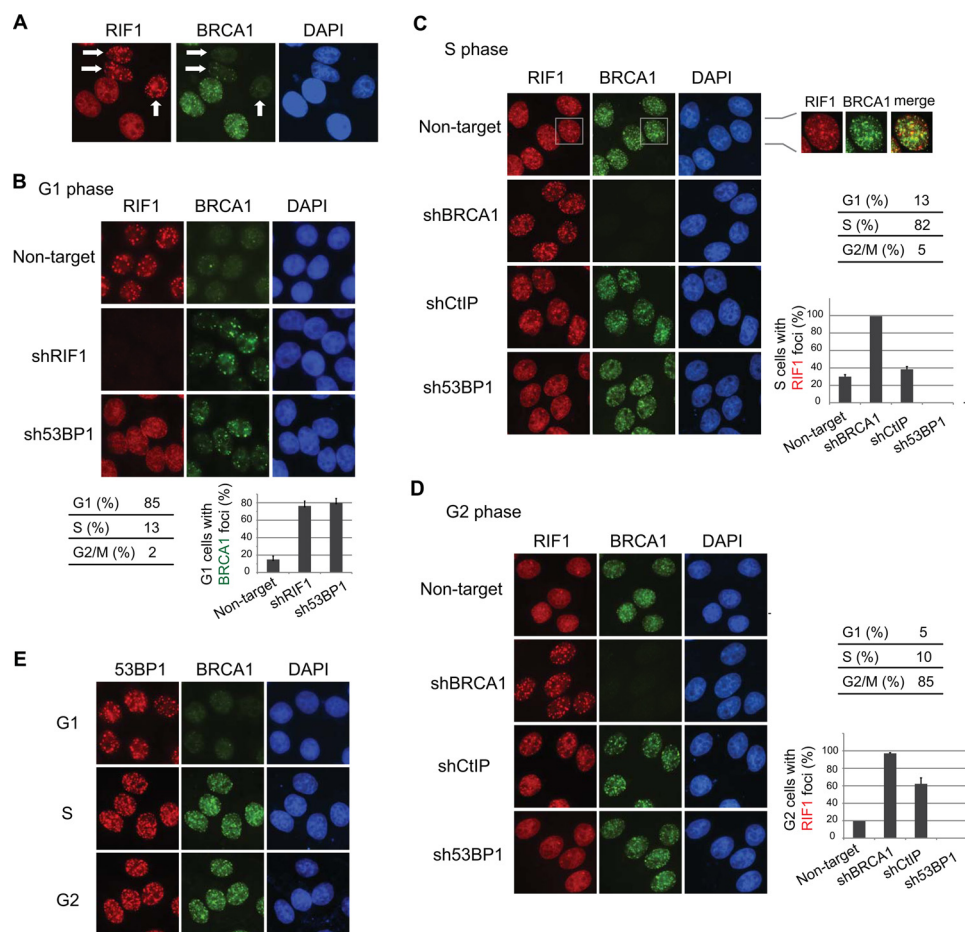 A
RIF1 BRCA1 DAPI
B
G1 phase
RIF1 BRCA1 DAPI
Non-target
shRIF1
sh53BP1
G1 (%) 85
S (%) 13
G2/M (%) 2
G1 cells with
BRCA1 foci (%)
80
60
40
20
0
Non-target
shRIF1
sh53BP1
C
S phase
RIF1 BRCA1 DAPI
Non-target
shBRCA1
shCtIP
sh53BP1
RIF1 BRCA1 merge
G1 (%) 13
S (%) 82
G2/M (%) 5
S cells with
RIF1 foci (%)
100
80
60
40
20
0
Non-target
shBRCA1
shCtIP
sh53BP1
D
G2 phase
RIF1 BRCA1 DAPI
Non-target
shBRCA1
shCtIP
sh53BP1
G1 (%) 5
S (%) 10
G2/M (%) 85
G2 cells with
RIF1 foci (%)
100
80
60
40
20
0
Non-target
shBRCA1
shCtIP
sh53BP1
E
53BP1 BRCA1 DAPI
G1
S
G2